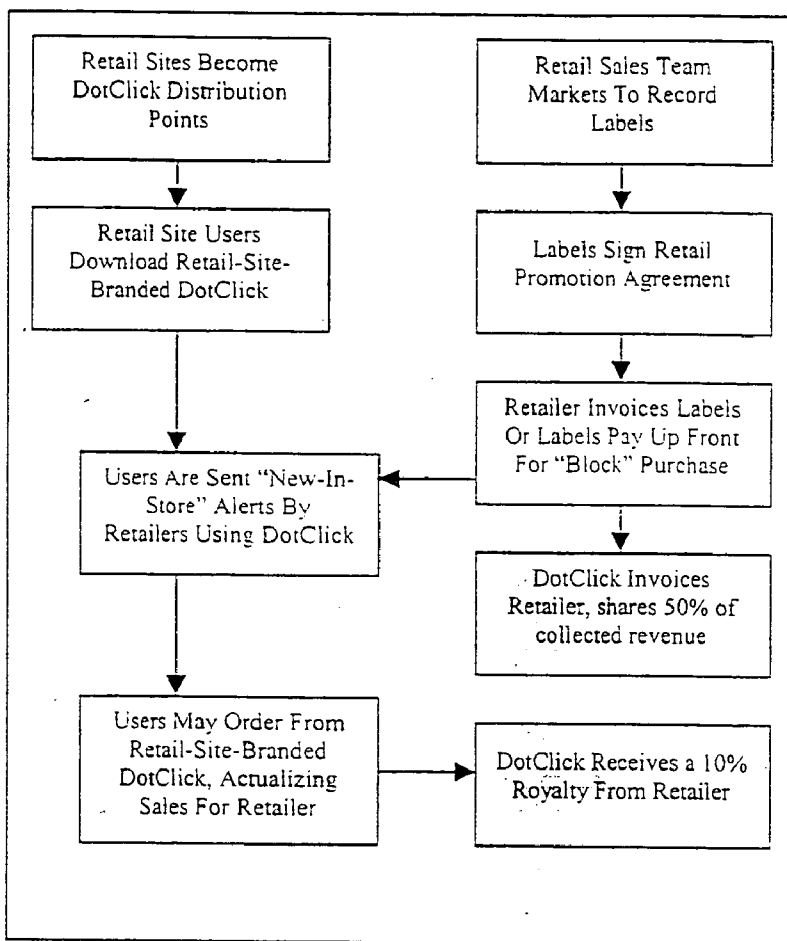 Retail Sites Become
DotClick Distribution
Points
Retail Site Users
Download Retail-Site-
Branded DotClick
Users Are Sent "New-In-
Store" Alerts By
Retailers Using DotClick
Users May Order From
Retail-Site-Branded
DotClick, Actualizing
Sales For Retailer
Retail Sales Team
Markets To Record
Labels
Labels Sign Retail
Promotion Agreement
Retailer Invoices Labels
Or Labels Pay Up Front
For "Block" Purchase
DotClick Invoices
Retailer, shares 50% of
collected revenue
DotClick Receives a 10%
Royalty From Retailer